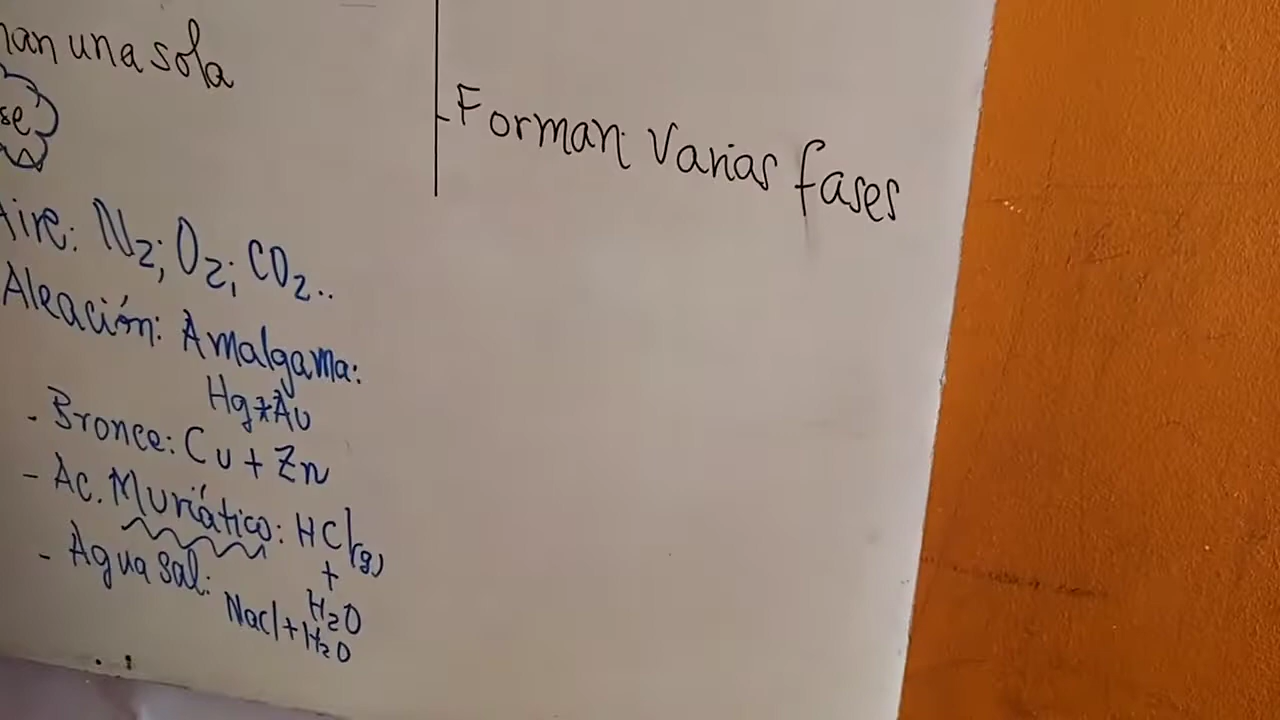 man una sola
se
Aire: N2; O2; CO2..
Aleación: Amalgama:
Hg*Au
- Bronce: Cu + Zn
- Ac. Muriático: HCl(g)
+
H2O
- Agua sal:
NaCl + H2O
- Forman Varias fases